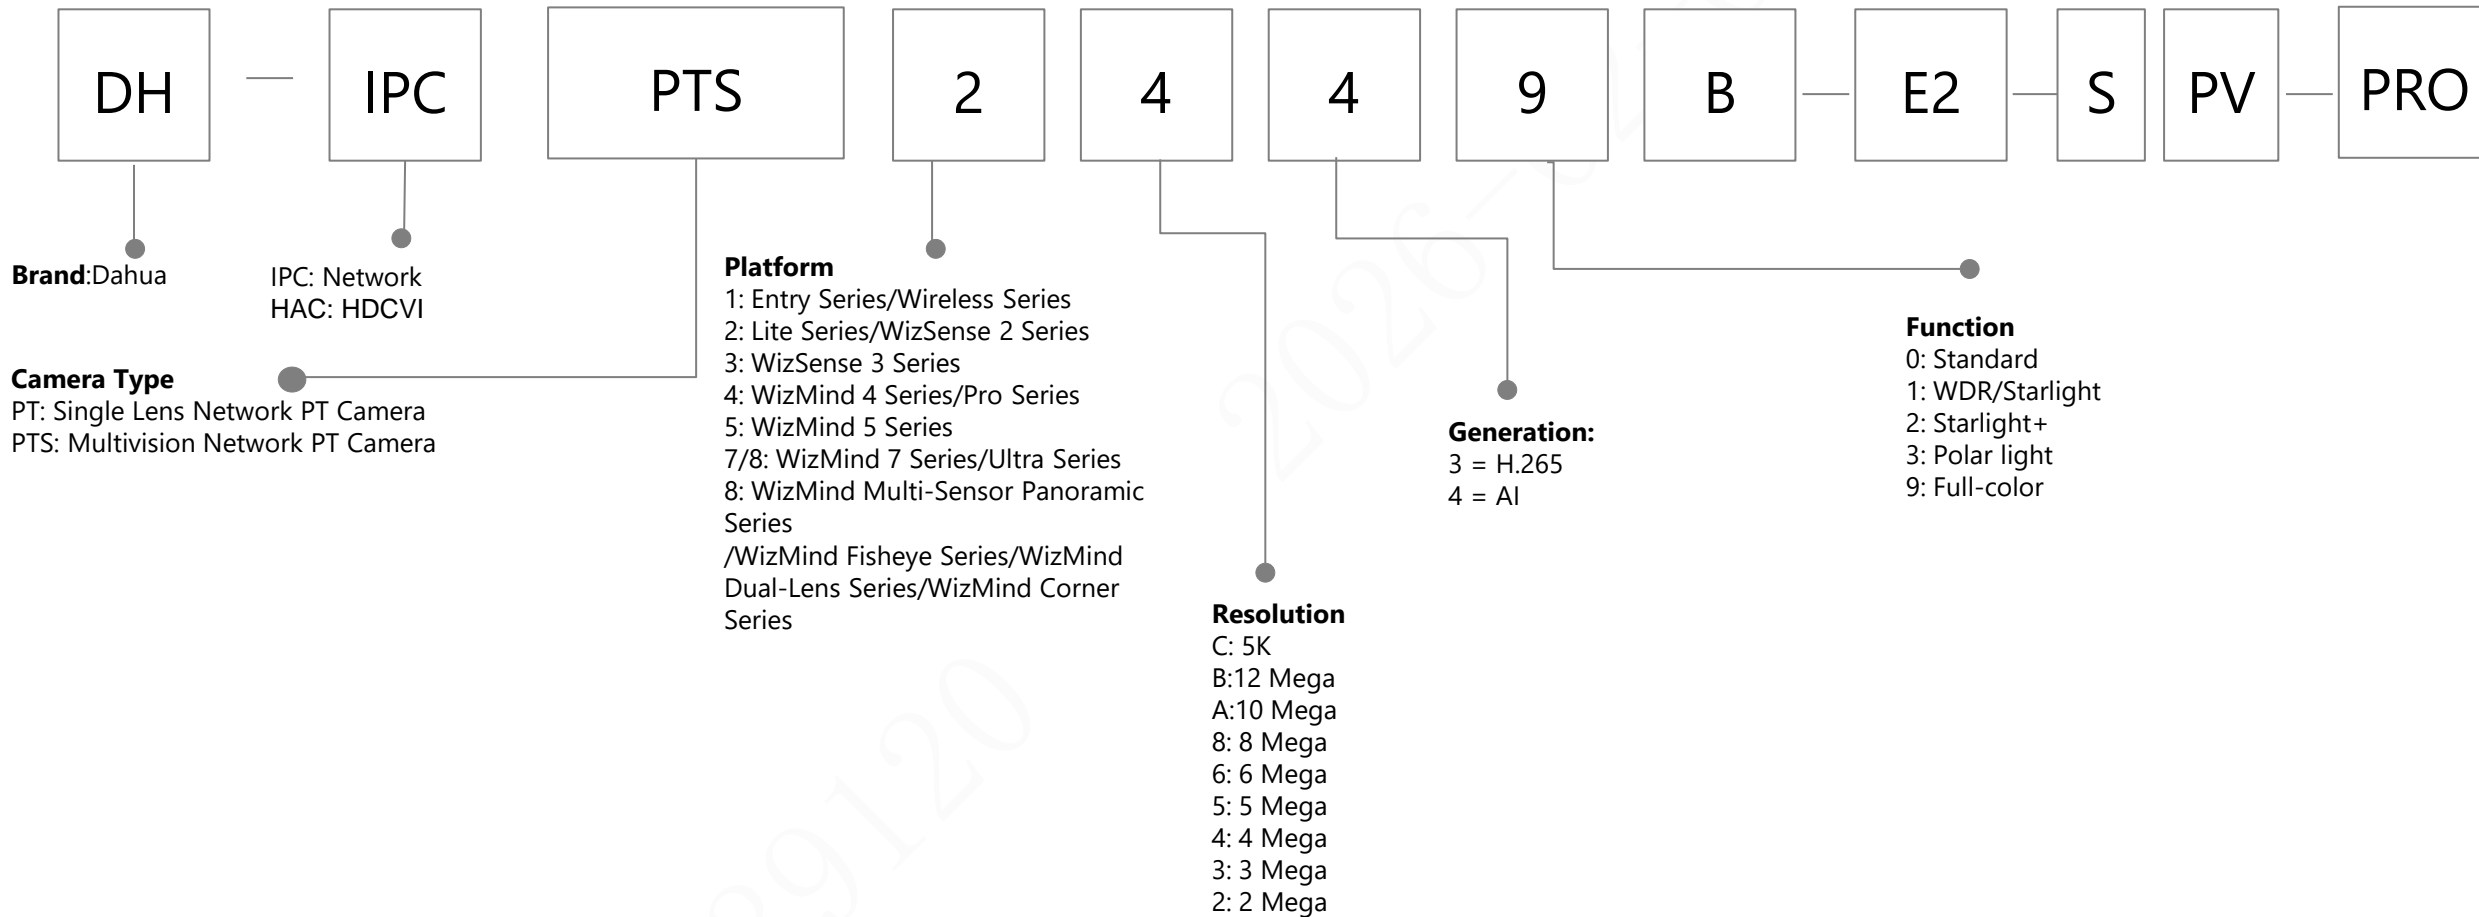 DH — IPC PTS 2 4 4 9 B — E2 — S PV — PRO
Brand:Dahua
IPC: Network
HAC: HDCVI
Camera Type
PT: Single Lens Network PT Camera
PTS: Multivision Network PT Camera
Platform
1: Entry Series/Wireless Series
2: Lite Series/WizSense 2 Series
3: WizSense 3 Series
4: WizMind 4 Series/Pro Series
5: WizMind 5 Series
7/8: WizMind 7 Series/Ultra Series
8: WizMind Multi-Sensor Panoramic
Series
/WizMind Fisheye Series/WizMind
Dual-Lens Series/WizMind Corner
Series
Resolution
C: 5K
B:12 Mega
A:10 Mega
8: 8 Mega
6: 6 Mega
5: 5 Mega
4: 4 Mega
3: 3 Mega
2: 2 Mega
Generation:
3 = H.265
4 = AI
Function
0: Standard
1: WDR/Starlight
2: Starlight+
3: Polar light
9: Full-color